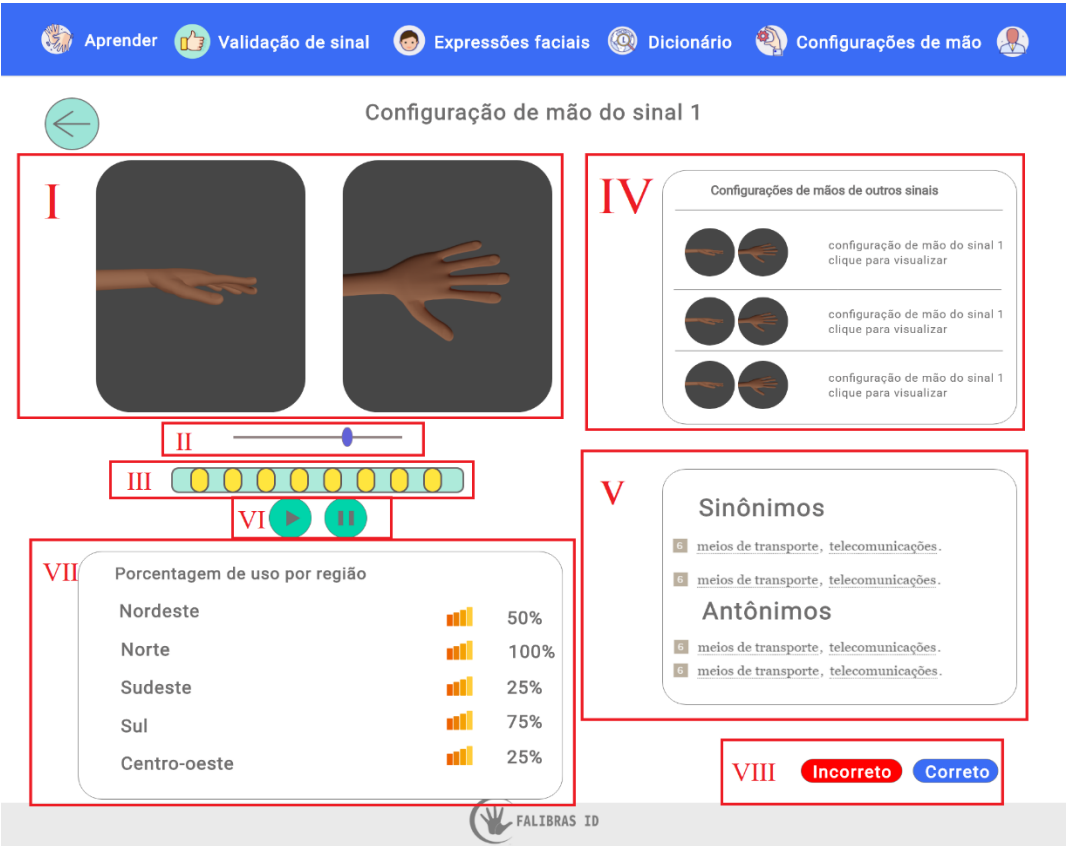 Aprender Validação de sinal Expressões faciais Dicionário Configurações de mão
Configuração de mão do sinal 1
I
II
III
VI
IV
Configurações de mãos de outros sinais
configuração de mão do sinal 1
clique para visualizar
configuração de mão do sinal 1
clique para visualizar
configuração de mão do sinal 1
clique para visualizar
V
Sinônimos
6 meios de transporte, telecomunicações.
6 meios de transporte, telecomunicações.
Antônimos
6 meios de transporte, telecomunicações.
6 meios de transporte, telecomunicações.
VII
Porcentagem de uso por região
Nordeste 50%
Norte 100%
Sudeste 25%
Sul 75%
Centro-oeste 25%
VIII Incorreto Correto
FALIBRAS ID